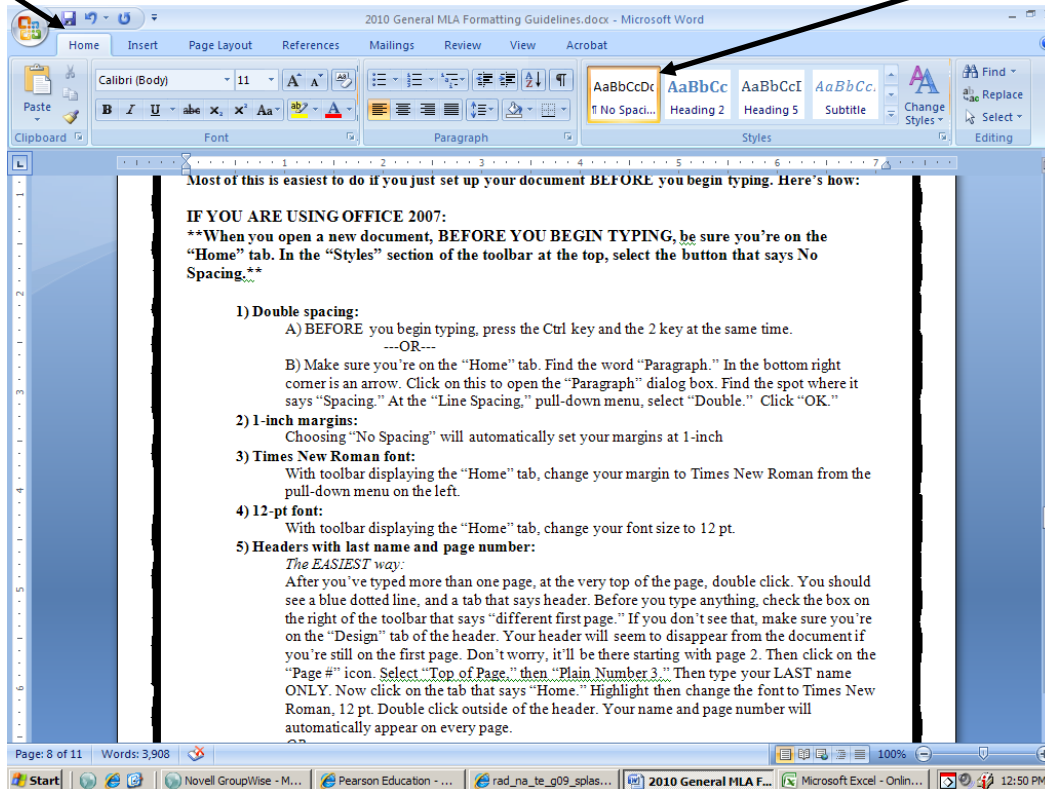 2010 General MLA Formatting Guidelines.docx - Microsoft Word
Home Insert Page Layout References Mailings Review View Acrobat
Paste
Calibri (Body) 11
B I U abc X₂ X² Aa ab A
AaBbCcDc AaBbCc AaBbCcI AaBbCc.
¶ No Spaci... Heading 2 Heading 5 Subtitle
Change Styles
Find
Replace
Select
Clipboard Font Paragraph Styles Editing
1 2 3 4 5 6 7
Most of this is easiest to do if you just set up your document BEFORE you begin typing. Here's how:
IF YOU ARE USING OFFICE 2007:
**When you open a new document, BEFORE YOU BEGIN TYPING, be sure you're on the
“Home” tab. In the “Styles” section of the toolbar at the top, select the button that says No
Spacing.**
1) Double spacing:
A) BEFORE you begin typing, press the Ctrl key and the 2 key at the same time.
---OR---
B) Make sure you're on the “Home” tab. Find the word “Paragraph.” In the bottom right
corner is an arrow. Click on this to open the “Paragraph” dialog box. Find the spot where it
says “Spacing.” At the “Line Spacing,” pull-down menu, select “Double.” Click “OK.”
2) 1-inch margins:
Choosing “No Spacing” will automatically set your margins at 1-inch
3) Times New Roman font:
With toolbar displaying the “Home” tab, change your margin to Times New Roman from the
pull-down menu on the left.
4) 12-pt font:
With toolbar displaying the “Home” tab, change your font size to 12 pt.
5) Headers with last name and page number:
The EASIEST way:
After you've typed more than one page, at the very top of the page, double click. You should
see a blue dotted line, and a tab that says header. Before you type anything, check the box on
the right of the toolbar that says “different first page.” If you don't see that, make sure you're
on the “Design” tab of the header. Your header will seem to disappear from the document if
you're still on the first page. Don't worry, it'll be there starting with page 2. Then click on the
“Page #” icon. Select “Top of Page,” then “Plain Number 3.” Then type your LAST name
ONLY. Now click on the tab that says “Home.” Highlight then change the font to Times New
Roman, 12 pt. Double click outside of the header. Your name and page number will
automatically appear on every page.
Page: 8 of 11 Words: 3,908 100%
Start Novell GroupWise - M... Pearson Education - ... rad_na_te_g09_splas... 2010 General MLA F... Microsoft Excel - Onlin... 12:50 PM